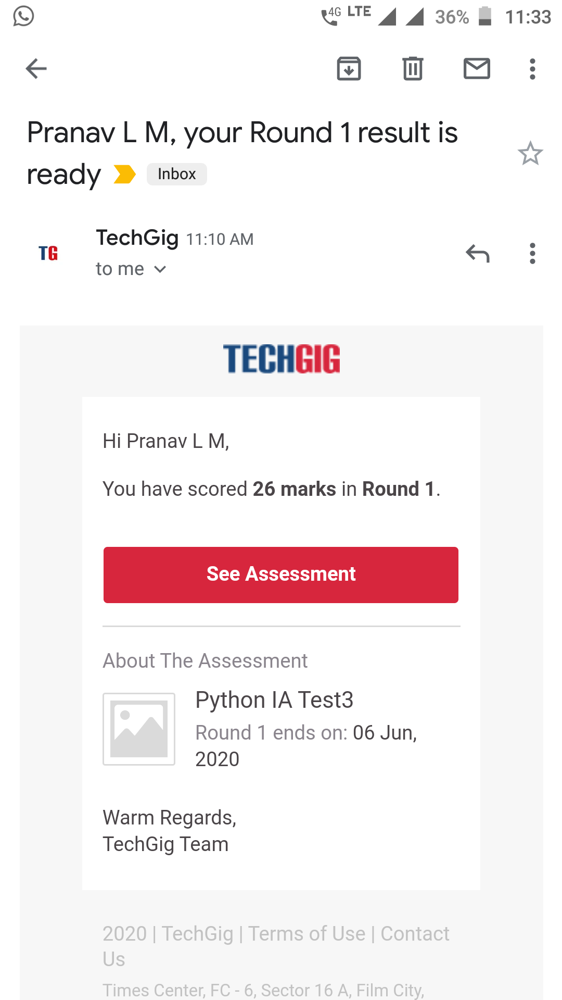 4G LTE 36% 11:33
Pranav L M, your Round 1 result is
ready Inbox
TG
TechGig 11:10 AM
to me
TECHGIG
Hi Pranav L M,
You have scored 26 marks in Round 1.
See Assessment
About The Assessment
Python IA Test3
Round 1 ends on: 06 Jun,
2020
Warm Regards,
TechGig Team
2020 | TechGig | Terms of Use | Contact
Us
Times Center, FC - 6, Sector 16 A, Film City,